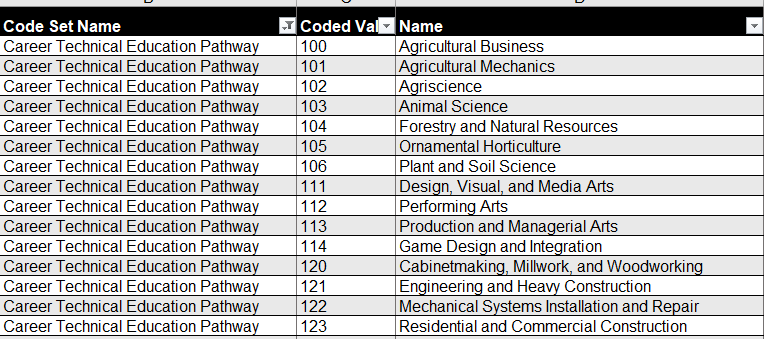 Code Set Name Coded Val Name
Career Technical Education Pathway 100 Agricultural Business
Career Technical Education Pathway 101 Agricultural Mechanics
Career Technical Education Pathway 102 Agriscience
Career Technical Education Pathway 103 Animal Science
Career Technical Education Pathway 104 Forestry and Natural Resources
Career Technical Education Pathway 105 Ornamental Horticulture
Career Technical Education Pathway 106 Plant and Soil Science
Career Technical Education Pathway 111 Design, Visual, and Media Arts
Career Technical Education Pathway 112 Performing Arts
Career Technical Education Pathway 113 Production and Managerial Arts
Career Technical Education Pathway 114 Game Design and Integration
Career Technical Education Pathway 120 Cabinetmaking, Millwork, and Woodworking
Career Technical Education Pathway 121 Engineering and Heavy Construction
Career Technical Education Pathway 122 Mechanical Systems Installation and Repair
Career Technical Education Pathway 123 Residential and Commercial Construction